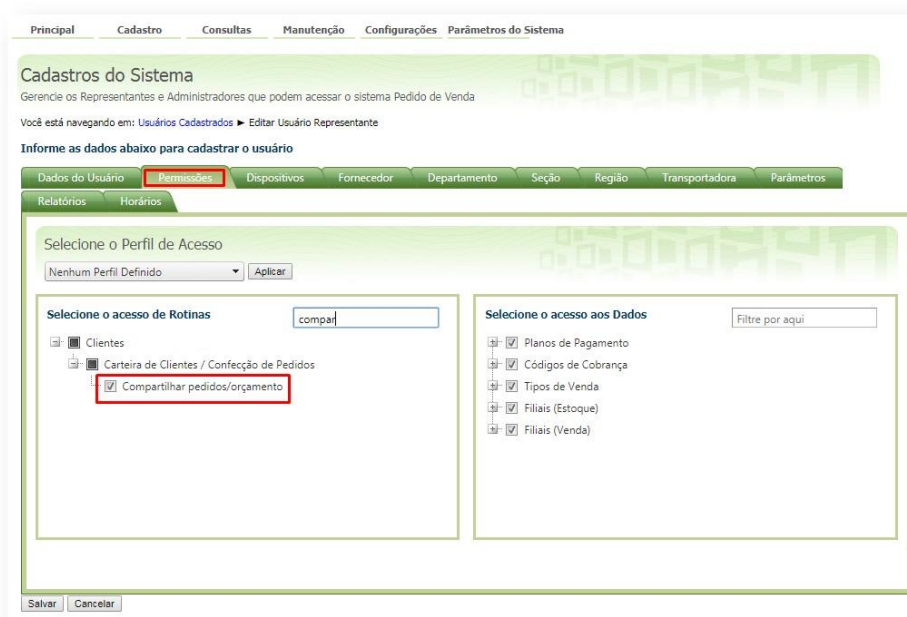 Principal Cadastro Consultas Manutenção Configurações Parâmetros do Sistema
Cadastros do Sistema
Gerencie os Representantes e Administradores que podem acessar o sistema Pedido de Venda
Você está navegando em: Usuários Cadastrados ► Editar Usuário Representante
Informe as dados abaixo para cadastrar o usuário
Dados do Usuário Permissões Dispositivos Fornecedor Departamento Seção Região Transportadora Parâmetros
Relatórios Horários
Selecione o Perfil de Acesso
Nenhum Perfil Definido Aplicar
Selecione o acesso de Rotinas compar
Clientes
Carteira de Clientes / Confecção de Pedidos
Compartilhar pedidos/orçamento
Selecione o acesso aos Dados Filtre por aqui
Planos de Pagamento
Códigos de Cobrança
Tipos de Venda
Filiais (Estoque)
Filiais (Venda)
Salvar Cancelar